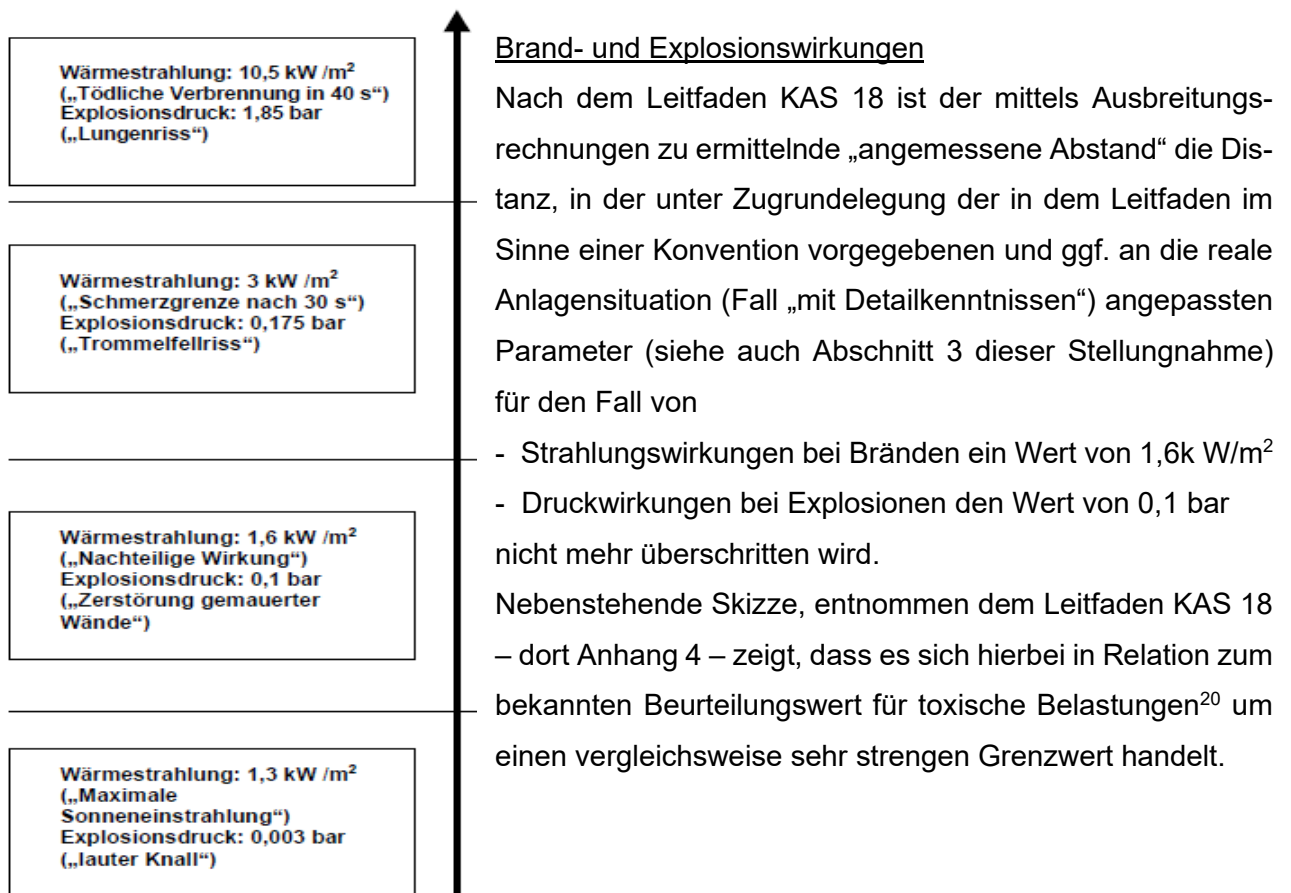 Wärmestrahlung: 10,5 kW /m²
(„Tödliche Verbrennung in 40 s“)
Explosionsdruck: 1,85 bar
(„Lungenriss“)
Wärmestrahlung: 3 kW /m²
(„Schmerzgrenze nach 30 s“)
Explosionsdruck: 0,175 bar
(„Trommelfellriss“)
Wärmestrahlung: 1,6 kW /m²
(„Nachteilige Wirkung“)
Explosionsdruck: 0,1 bar
(„Zerstörung gemauerter
Wände“)
Wärmestrahlung: 1,3 kW /m²
(„Maximale
Sonneneinstrahlung“)
Explosionsdruck: 0,003 bar
(„lauter Knall“)
Brand- und Explosionswirkungen
Nach dem Leitfaden KAS 18 ist der mittels Ausbreitungs-
rechnungen zu ermittelnde „angemessene Abstand“ die Dis-
tanz, in der unter Zugrundelegung der in dem Leitfaden im
Sinne einer Konvention vorgegebenen und ggf. an die reale
Anlagensituation (Fall „mit Detailkenntnissen“) angepassten
Parameter (siehe auch Abschnitt 3 dieser Stellungnahme)
für den Fall von
- Strahlungswirkungen bei Bränden ein Wert von 1,6k W/m²
- Druckwirkungen bei Explosionen den Wert von 0,1 bar
nicht mehr überschritten wird.
Nebenstehende Skizze, entnommen dem Leitfaden KAS 18
– dort Anhang 4 – zeigt, dass es sich hierbei in Relation zum
bekannten Beurteilungswert für toxische Belastungen²⁰ um
einen vergleichsweise sehr strengen Grenzwert handelt.